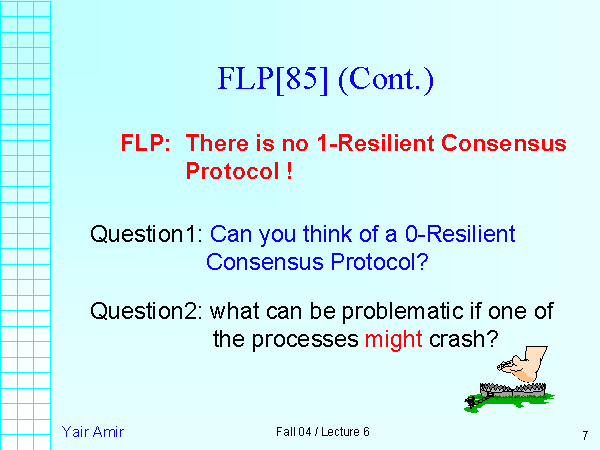 FLP[85] (Cont.)
FLP: There is no 1-Resilient Consensus
Protocol !
Question1: Can you think of a 0-Resilient
Consensus Protocol?
Question2: what can be problematic if one of
the processes might crash?
Yair Amir
Fall 04 / Lecture 6
7